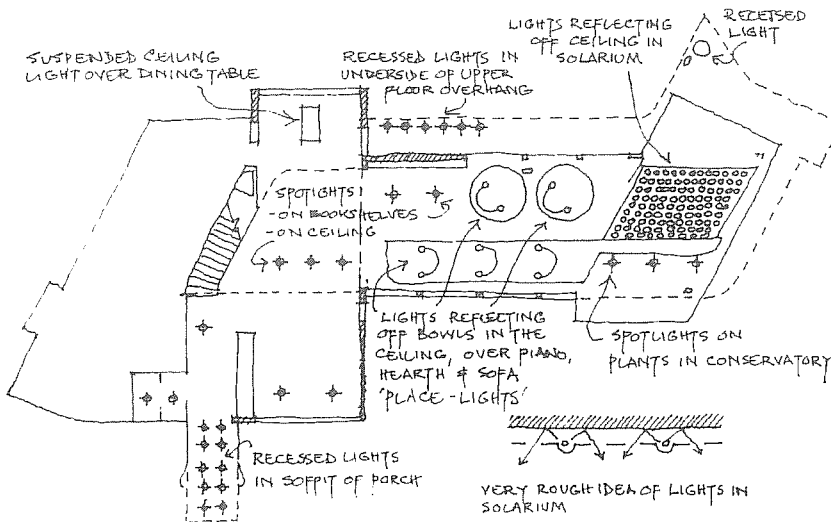 SUSPENDED CEILING
LIGHT OVER DINING TABLE
RECESSED LIGHTS IN
UNDERSIDE OF UPPER
FLOOR OVERHANG
LIGHTS REFLECTING
OFF CEILING IN
SOLARIUM
RECETSED
LIGHT
SPOTLIGHTS
-ON BOOKSHELVES
-ON CEILING
LIGHTS REFLECTING
OFF BOWLS IN THE
CEILING, OVER PIANO,
HEARTH & SOFA
'PLACE-LIGHTS'
SPOTLIGHTS ON
PLANTS IN CONSERVATORY
RECESSED LIGHTS
IN SOFFIT OF PORCH
VERY ROUGH IDEA OF LIGHTS IN
SOLARIUM